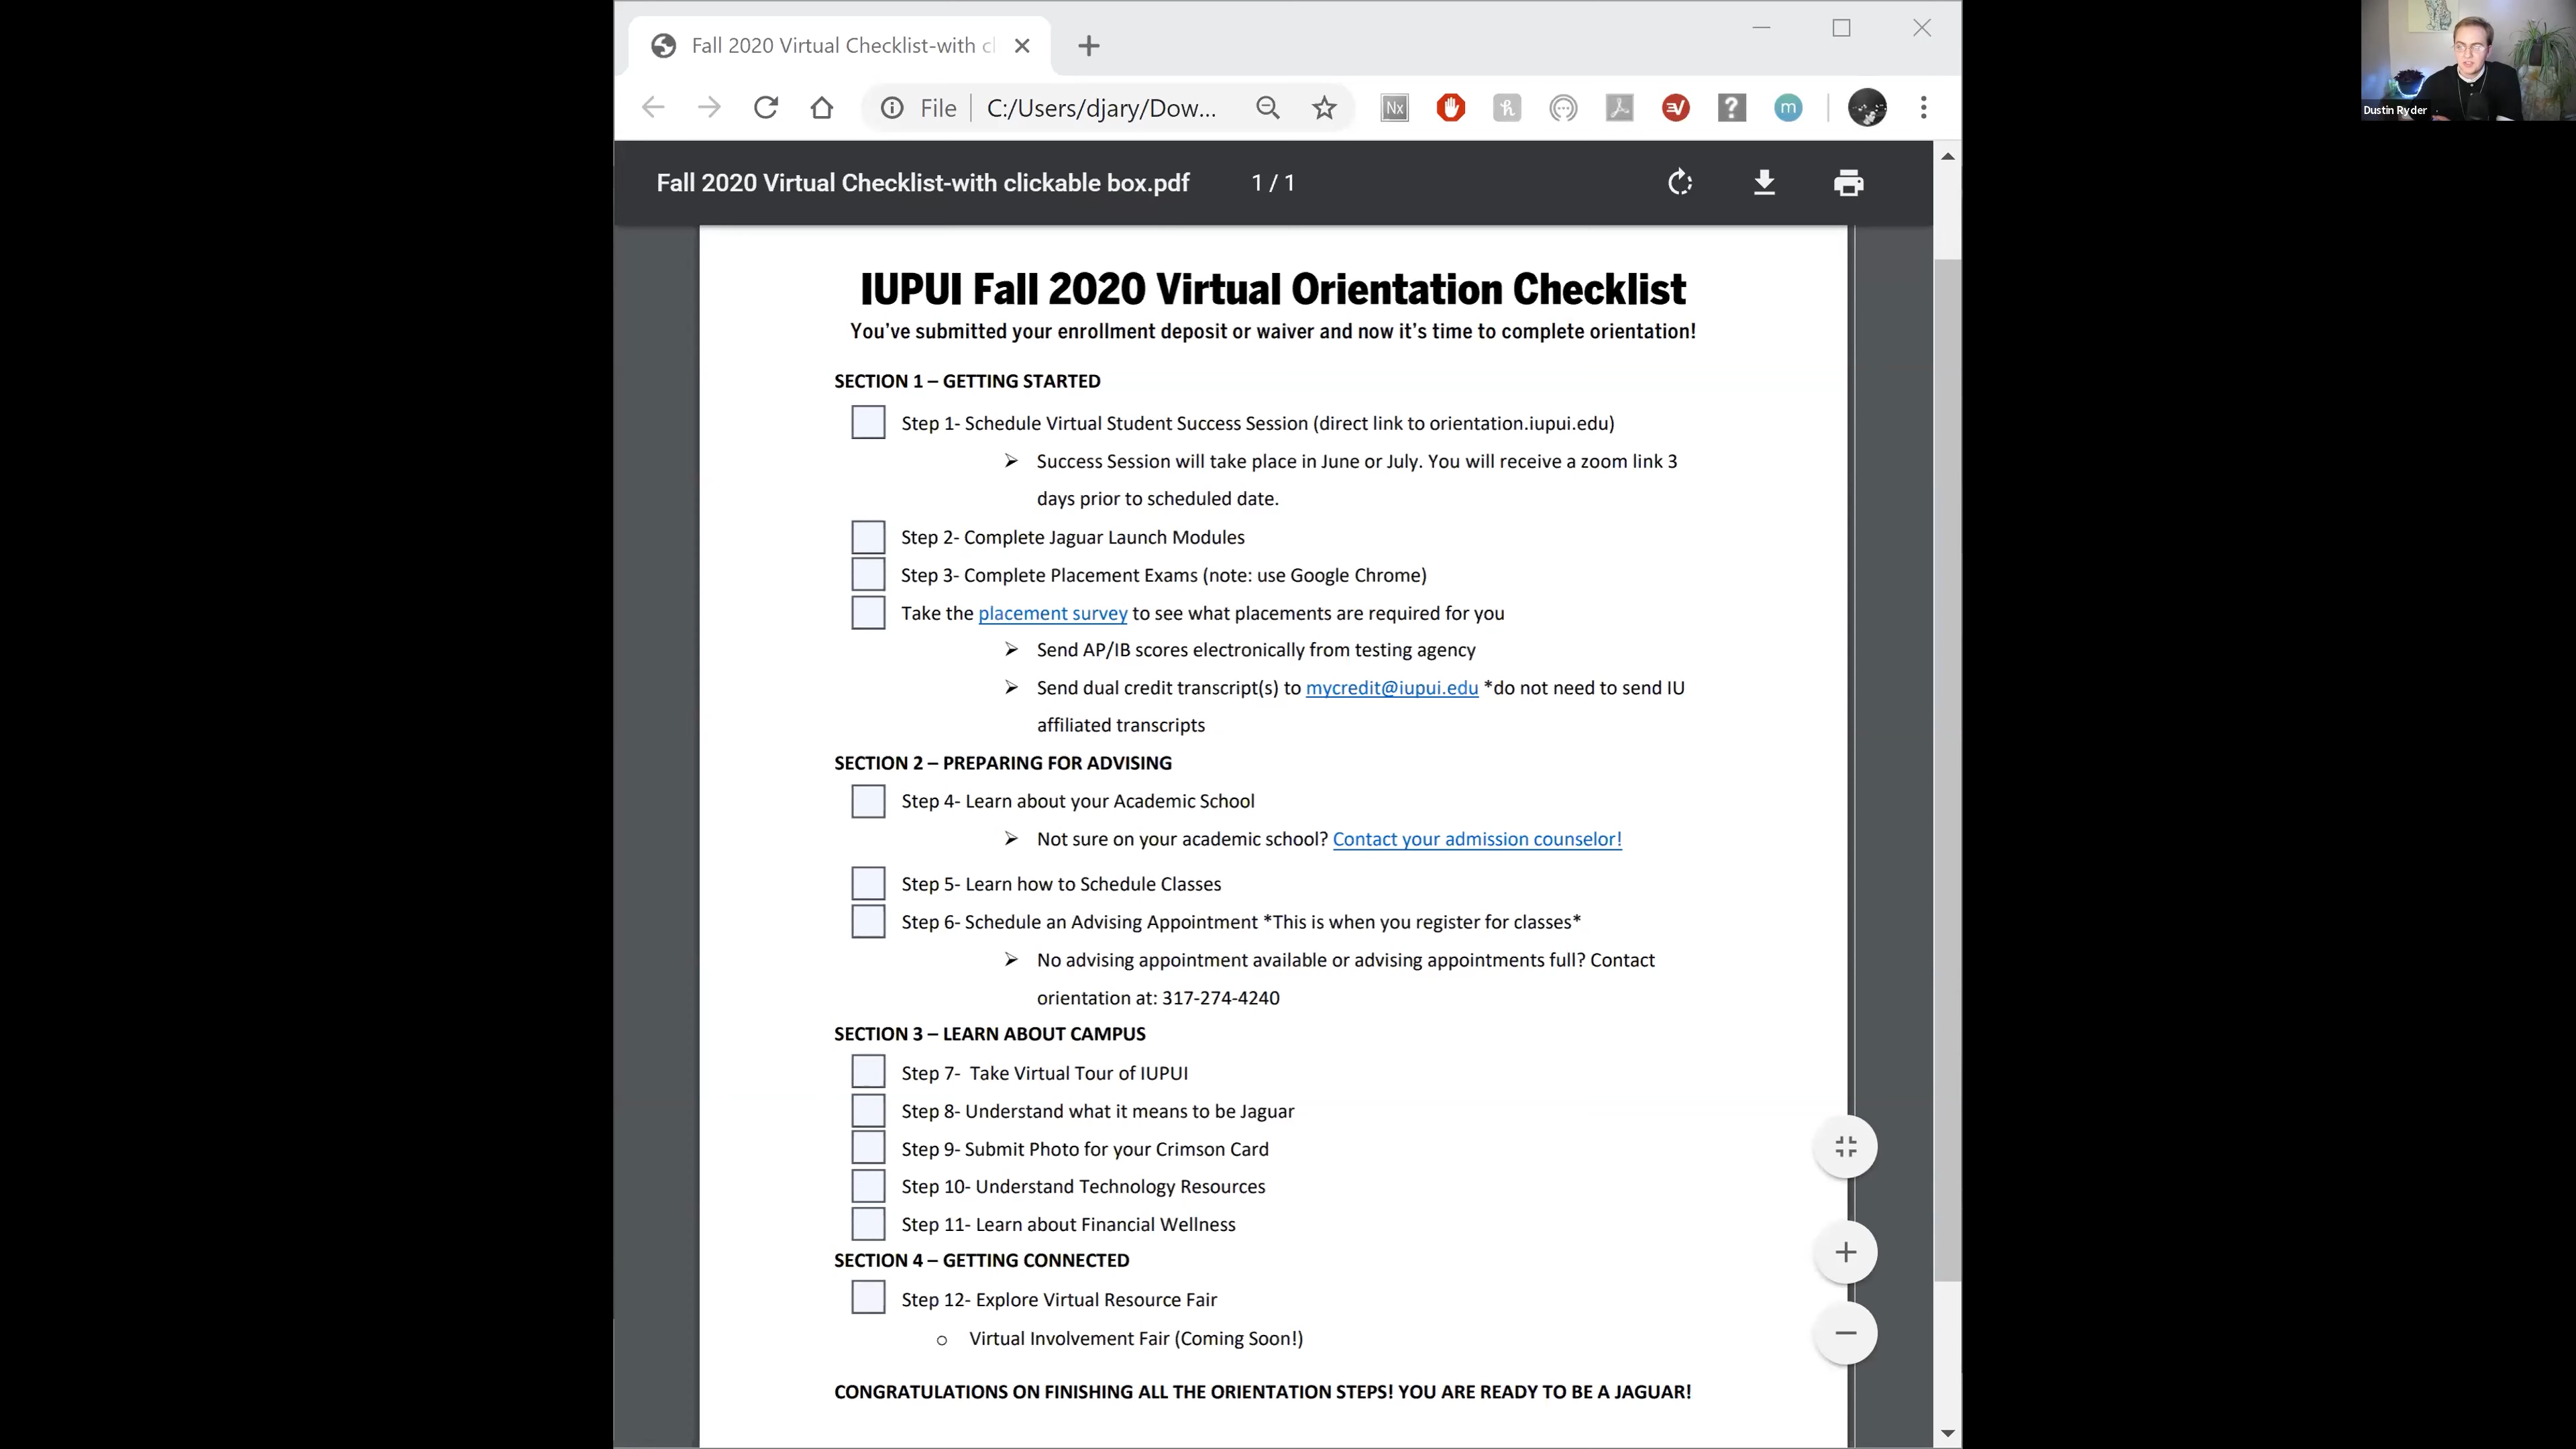 Fall 2020 Virtual Checklist-with cl
File C:/Users/djary/Dow...
Nx
h
m
Fall 2020 Virtual Checklist-with clickable box.pdf 1 / 1
Dustin Ryder
IUPUI Fall 2020 Virtual Orientation Checklist
You've submitted your enrollment deposit or waiver and now it's time to complete orientation!
SECTION 1 – GETTING STARTED
Step 1- Schedule Virtual Student Success Session (direct link to orientation.iupui.edu)
➢ Success Session will take place in June or July. You will receive a zoom link 3
days prior to scheduled date.
Step 2- Complete Jaguar Launch Modules
Step 3- Complete Placement Exams (note: use Google Chrome)
Take the placement survey to see what placements are required for you
➢ Send AP/IB scores electronically from testing agency
➢ Send dual credit transcript(s) to mycredit@iupui.edu *do not need to send IU
affiliated transcripts
SECTION 2 – PREPARING FOR ADVISING
Step 4- Learn about your Academic School
➢ Not sure on your academic school? Contact your admission counselor!
Step 5- Learn how to Schedule Classes
Step 6- Schedule an Advising Appointment *This is when you register for classes*
➢ No advising appointment available or advising appointments full? Contact
orientation at: 317-274-4240
SECTION 3 – LEARN ABOUT CAMPUS
Step 7- Take Virtual Tour of IUPUI
Step 8- Understand what it means to be Jaguar
Step 9- Submit Photo for your Crimson Card
Step 10- Understand Technology Resources
Step 11- Learn about Financial Wellness
SECTION 4 – GETTING CONNECTED
Step 12- Explore Virtual Resource Fair
o Virtual Involvement Fair (Coming Soon!)
CONGRATULATIONS ON FINISHING ALL THE ORIENTATION STEPS! YOU ARE READY TO BE A JAGUAR!